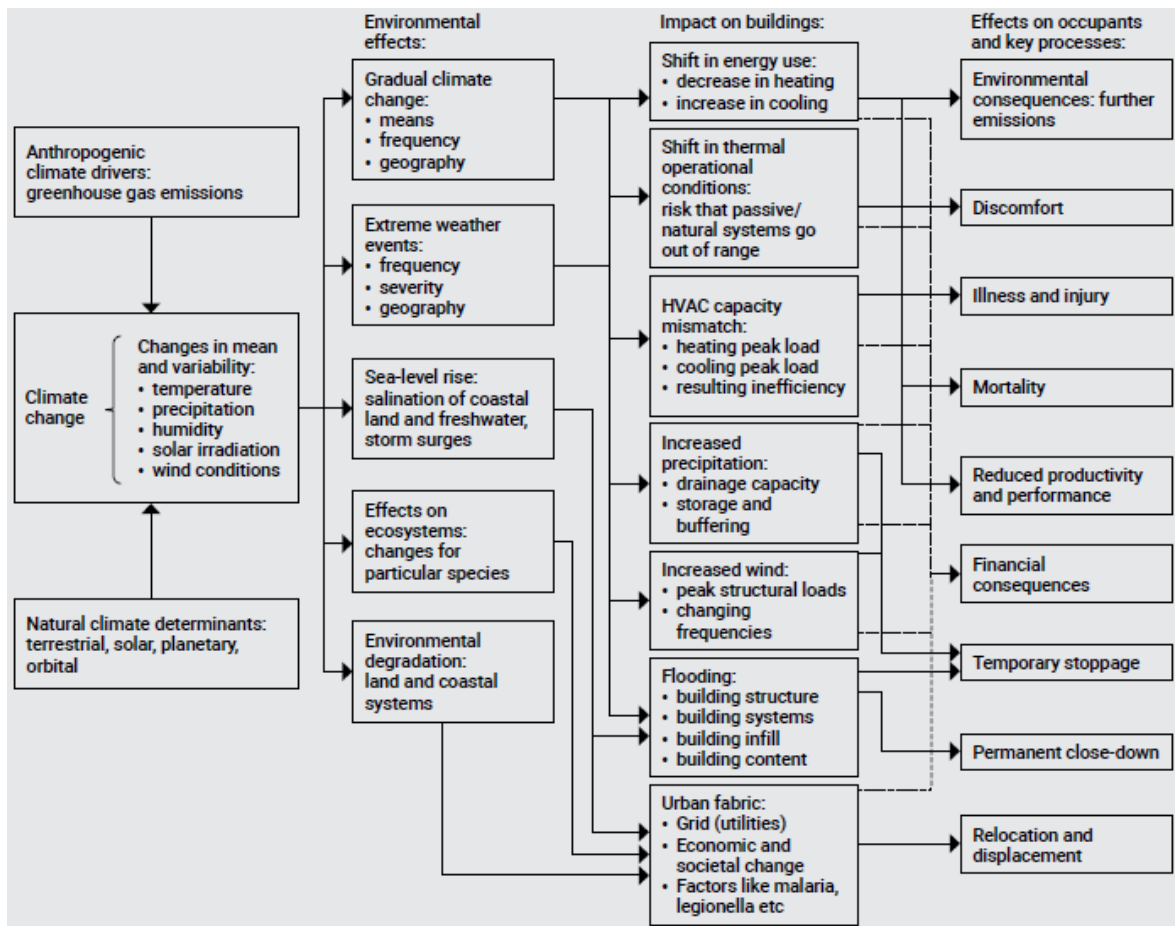 Environmental
effects:
Impact on buildings:
Effects on occupants
and key processes:
Anthropogenic
climate drivers:
greenhouse gas emissions
Climate
change
Changes in mean
and variability:
• temperature
• precipitation
• humidity
• solar irradiation
• wind conditions
Natural climate determinants:
terrestrial, solar, planetary,
orbital
Gradual climate
change:
• means
• frequency
• geography
Extreme weather
events:
• frequency
• severity
• geography
Sea-level rise:
salination of coastal
land and freshwater,
storm surges
Effects on
ecosystems:
changes for
particular species
Environmental
degradation:
land and coastal
systems
Shift in energy use:
• decrease in heating
• increase in cooling
Shift in thermal
operational
conditions:
risk that passive/
natural systems go
out of range
HVAC capacity
mismatch:
• heating peak load
• cooling peak load
• resulting inefficiency
Increased
precipitation:
• drainage capacity
• storage and
buffering
Increased wind:
• peak structural loads
• changing
frequencies
Flooding:
• building structure
• building systems
• building infill
• building content
Urban fabric:
• Grid (utilities)
• Economic and
societal change
• Factors like malaria,
legionella etc
Environmental
consequences: further
emissions
Discomfort
Illness and injury
Mortality
Reduced productivity
and performance
Financial
consequences
Temporary stoppage
Permanent close-down
Relocation and
displacement